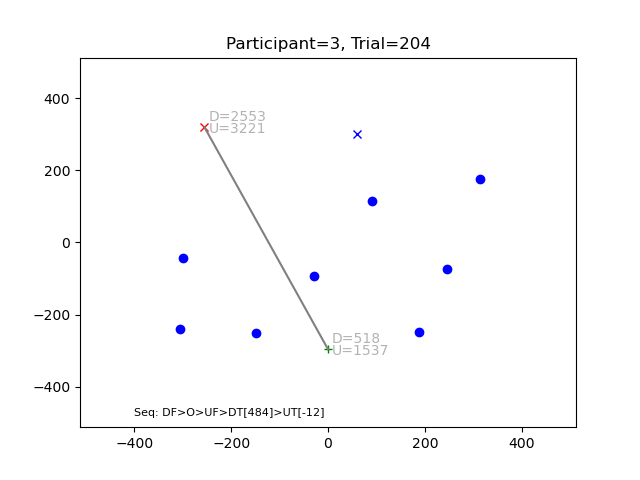 Participant=3, Trial=204
400
200
0
−200
−400
D=2553
U=3221
D=518
U=1537
Seq: DF>O>UF>DT[484]>UT[-12]
−400
−200
0
200
400